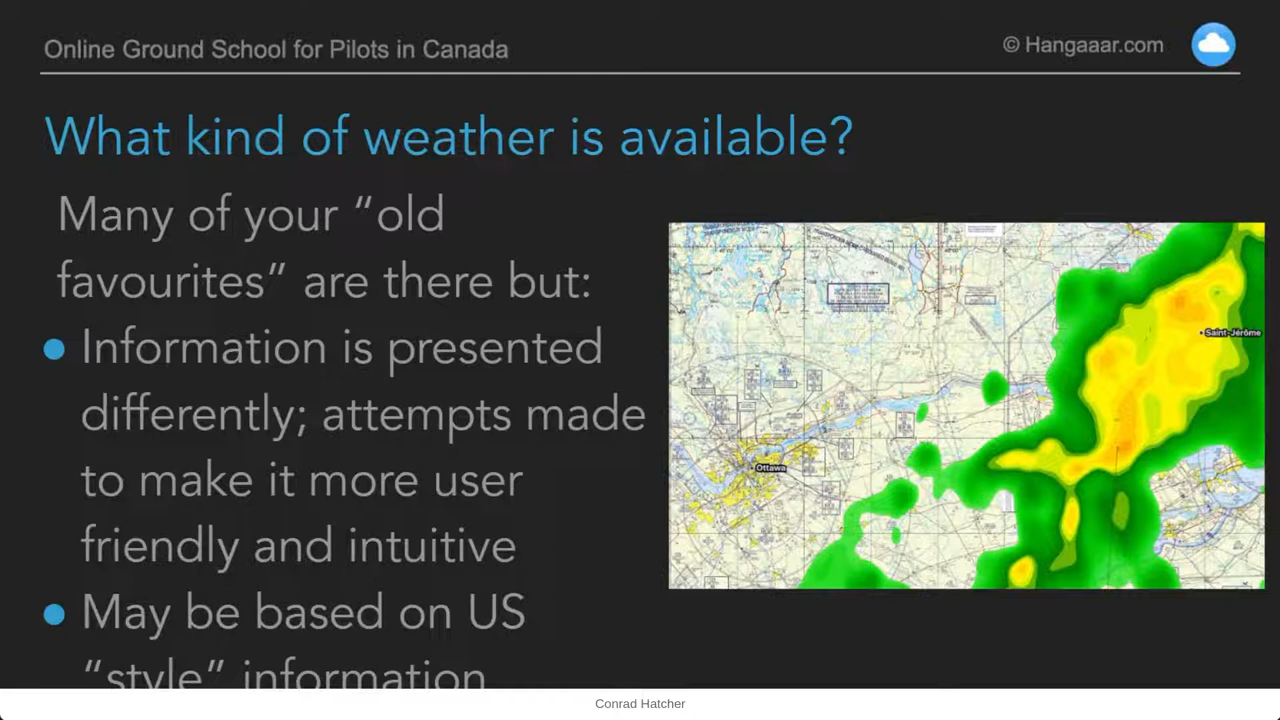 Online Ground School for Pilots in Canada
© Hangaaar.com
What kind of weather is available?
Many of your “old
favourites” are there but:
Information is presented
differently; attempts made
to make it more user
friendly and intuitive
May be based on US
“style” information
Saint-Jérôme
Ottawa
Conrad Hatcher